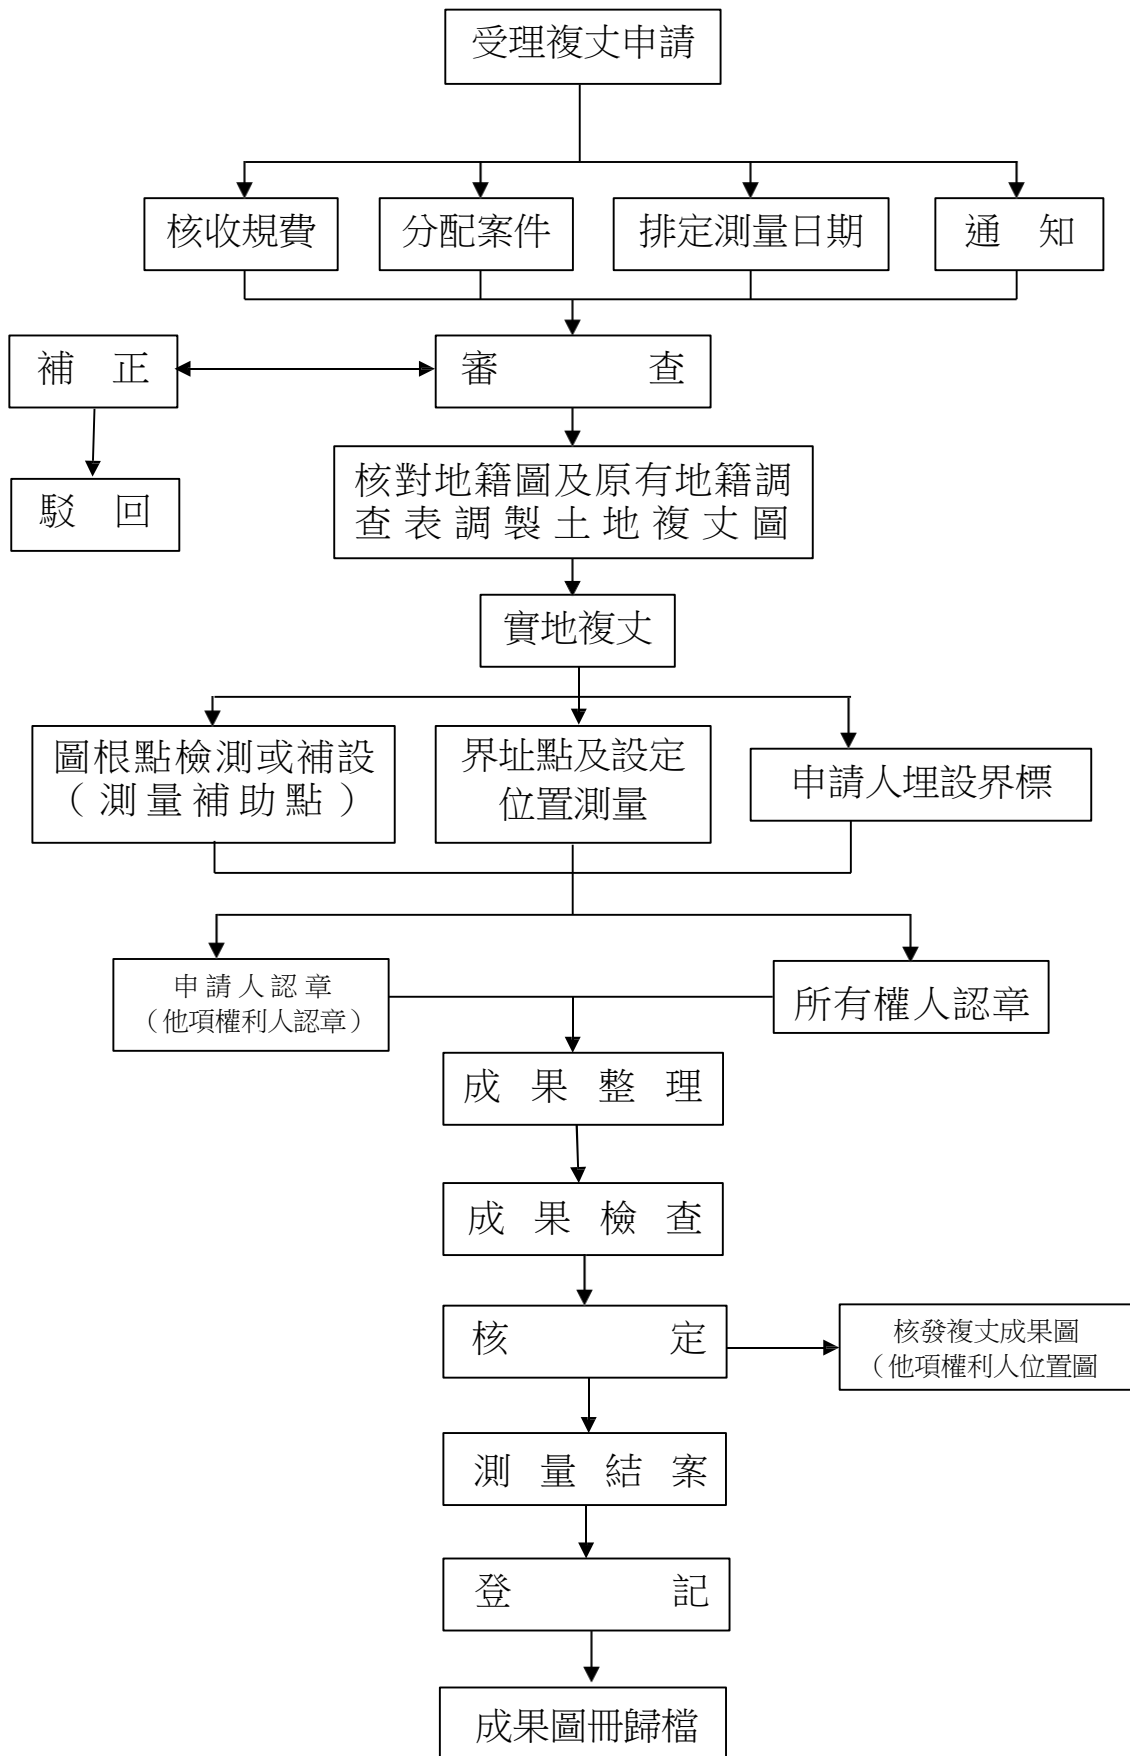 受理複丈申請
核收規費
分配案件
排定測量日期
通 知
補 正
審 查
駁 回
核對地籍圖及原有地籍調
查表調製土地複丈圖
實地複丈
圖根點檢測或補設
（測量補助點）
界址點及設定
位置測量
申請人埋設界標
申請人認章
（他項權利人認章）
所有權人認章
成 果 整 理
成 果 檢 查
核 定
核發複丈成果圖
（他項權利人位置圖
測 量 結 案
登 記
成果圖冊歸檔